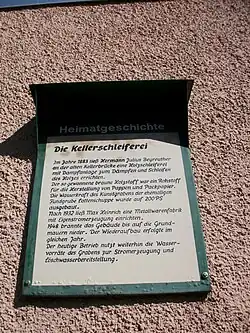 Heimatgeschichte
Die Kellerschleiferei
Im Jahre 1883 ließ Hermann Julius Beyreuther
an der alten Kellerbrücke eine Holzschleiferei
mit Dampfanlage zum Dämpfen und Schleifen
des Holzes errichten.
Der so gewonnene braune Holzstoff war ein Rohstoff
für die Herstellung von Pappen und Packpapier.
Die Wasserkraft des Kunstgrabens der ehemaligen
Fundgrube Lattenschuppe wurde auf 200 PS
ausgebaut.
Nach 1932 ließ Max Heinrich eine Metallwarenfabrik
mit Eigenstromerzeugung einrichten.
1948 brannte das Gebäude bis auf die Grund-
mauern nieder. Der Wiederaufbau erfolgte im
gleichen Jahr.
Der heutige Betrieb nutzt weiterhin die Wasser-
vorräte des Grabens zur Stromerzeugung und
Löschwasserbereitstellung.